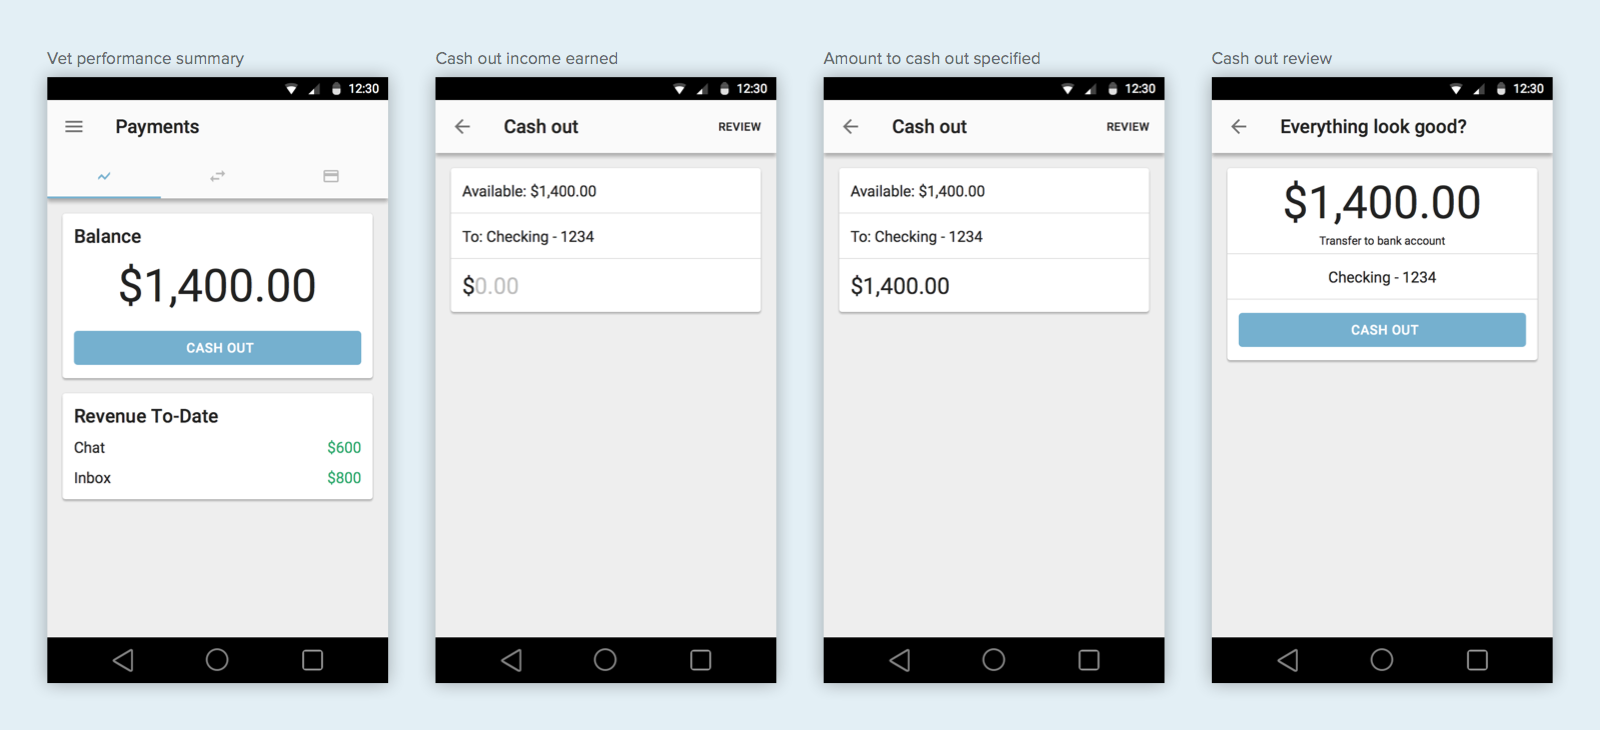 Vet performance summary
12:30
Payments
Balance
$1,400.00
CASH OUT
Revenue To-Date
Chat $600
Inbox $800
Cash out income earned
12:30
Cash out REVIEW
Available: $1,400.00
To: Checking - 1234
$0.00
Amount to cash out specified
12:30
Cash out REVIEW
Available: $1,400.00
To: Checking - 1234
$1,400.00
Cash out review
12:30
Everything look good?
$1,400.00
Transfer to bank account
Checking - 1234
CASH OUT